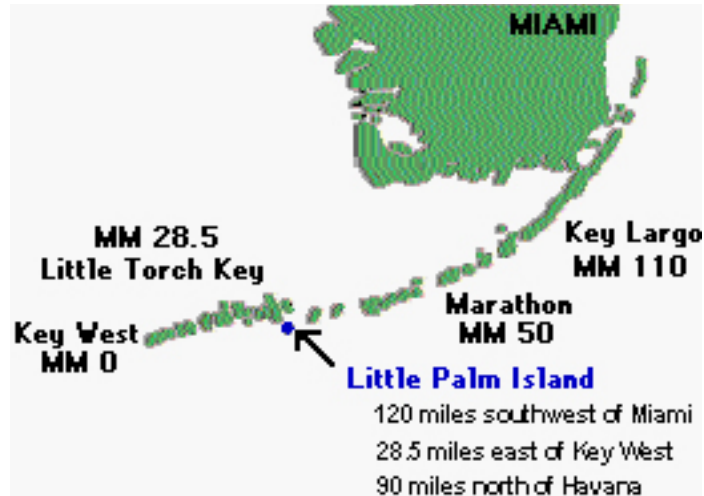 MIAMI
MM 28.5
Little Torch Key
Key Largo
MM 110
Key West
MM 0
Marathon
MM 50
Little Palm Island
120 miles southwest of Miami
28.5 miles east of Key West
90 miles north of Havana